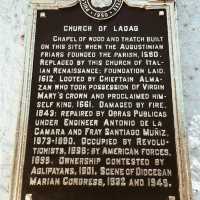 1850
CHURCH OF LAOAG
CHAPEL OF WOOD AND THATCH BUILT
ON THIS SITE WHEN THE AUGUSTINIAN
FRIARS FOUNDED THE PARISH, 1580.
REPLACED BY THIS CHURCH OF ITAL-
IAN RENAISSANCE; FOUNDATION LAID,
1612. LOOTED BY CHIEFTAIN ALMA-
ZAN WHO TOOK POSSESSION OF VIRGIN
MARY'S CROWN AND PROCLAIMED HIM-
SELF KING, 1661. DAMAGED BY FIRE,
1843; REPAIRED BY OBRAS PUBLICAS
UNDER ENGINEER ANTONIO DE LA
CAMARA AND FRAY SANTIAGO MUÑIZ,
1873-1880. OCCUPIED BY REVOLU-
TIONISTS, 1898; BY AMERICAN FORCES,
1899. OWNERSHIP CONTESTED BY
AGLIPAYANS, 1901. SCENE OF DIOCESAN
MARIAN CONGRESS, 1932 AND 1949.